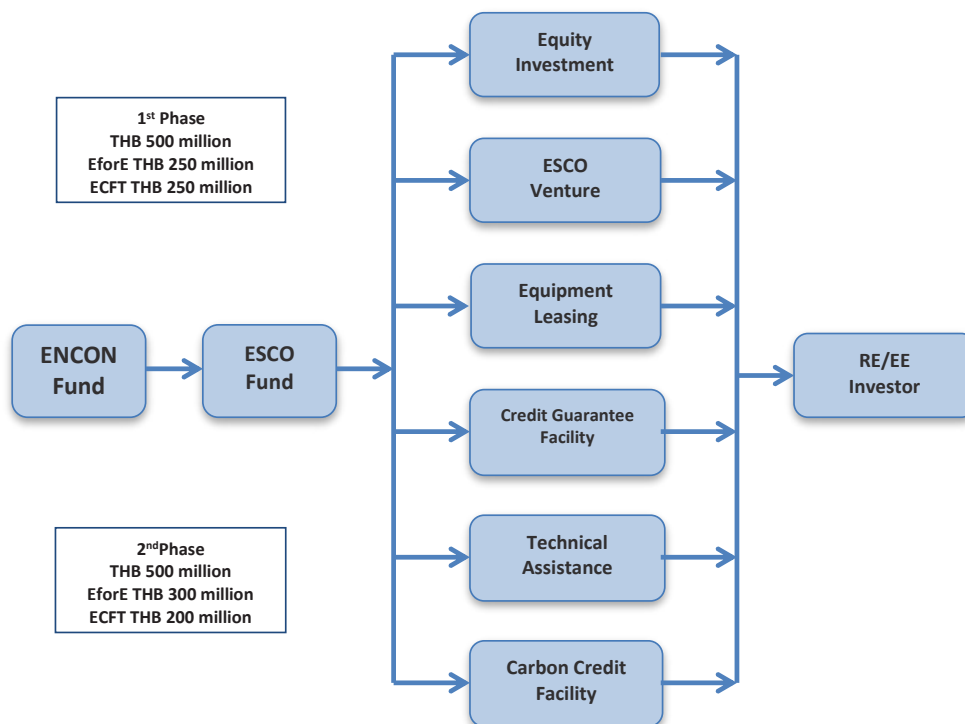 Equity
Investment
1st Phase
THB 500 million
EforE THB 250 million
ECFT THB 250 million
ESCO
Venture
Equipment
Leasing
ENCON
Fund
ESCO
Fund
RE/EE
Investor
Credit Guarantee
Facility
2ndPhase
THB 500 million
EforE THB 300 million
ECFT THB 200 million
Technical
Assistance
Carbon Credit
Facility